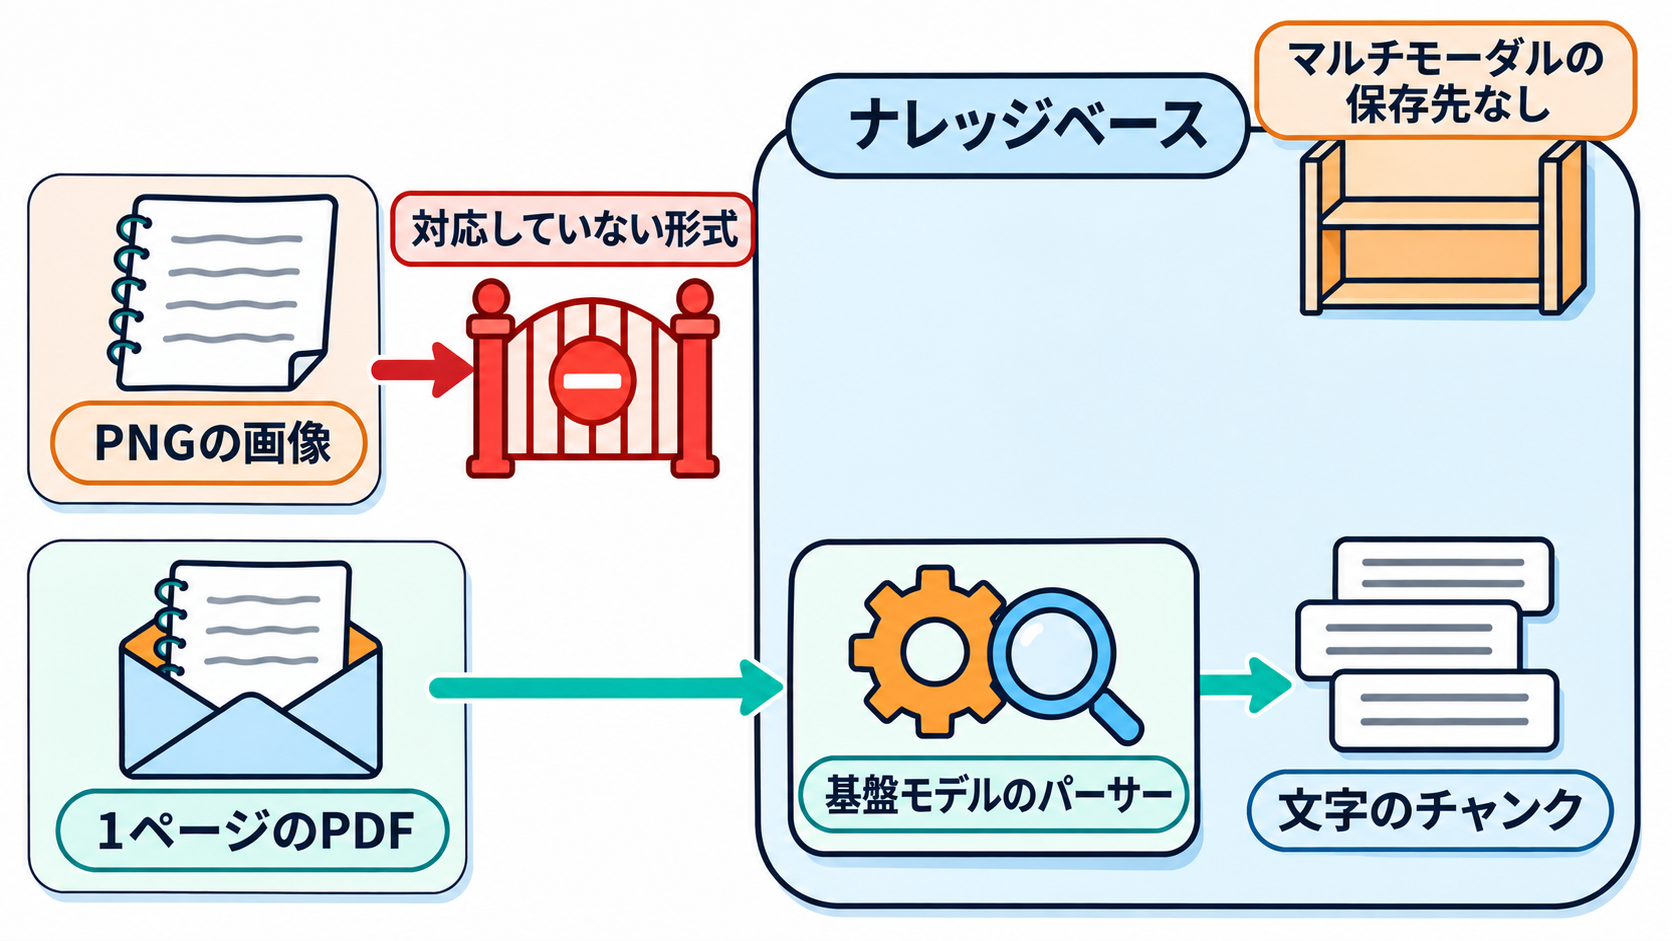 マルチモーダルの
保存先なし
ナレッジベース
対応していない形式
PNGの画像
基盤モデルのパーサー
文字のチャンク
1ページのPDF